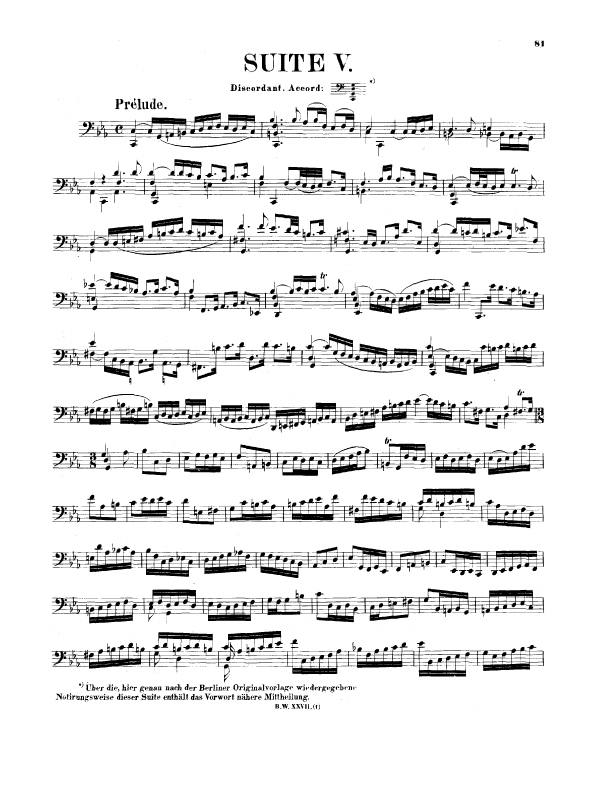 81
SUITE V.
Discordant. Accord: *)
Prélude.
tr
tr
tr
tr
tr
tr
*) Über die, hier genau nach der Berliner Originalvorlage wiedergegebene
Notirungsweise dieser Suite enthält das Vorwort nähere Mittheilung.
B.W. XXVII. (1)